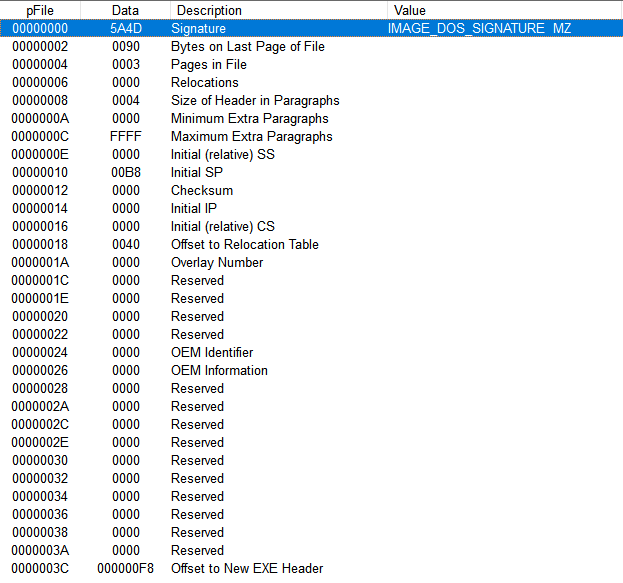 pFile Data Description Value
00000000 5A4D Signature IMAGE_DOS_SIGNATURE MZ
00000002 0090 Bytes on Last Page of File
00000004 0003 Pages in File
00000006 0000 Relocations
00000008 0004 Size of Header in Paragraphs
0000000A 0000 Minimum Extra Paragraphs
0000000C FFFF Maximum Extra Paragraphs
0000000E 0000 Initial (relative) SS
00000010 00B8 Initial SP
00000012 0000 Checksum
00000014 0000 Initial IP
00000016 0000 Initial (relative) CS
00000018 0040 Offset to Relocation Table
0000001A 0000 Overlay Number
0000001C 0000 Reserved
0000001E 0000 Reserved
00000020 0000 Reserved
00000022 0000 Reserved
00000024 0000 OEM Identifier
00000026 0000 OEM Information
00000028 0000 Reserved
0000002A 0000 Reserved
0000002C 0000 Reserved
0000002E 0000 Reserved
00000030 0000 Reserved
00000032 0000 Reserved
00000034 0000 Reserved
00000036 0000 Reserved
00000038 0000 Reserved
0000003A 0000 Reserved
0000003C 000000F8 Offset to New EXE Header